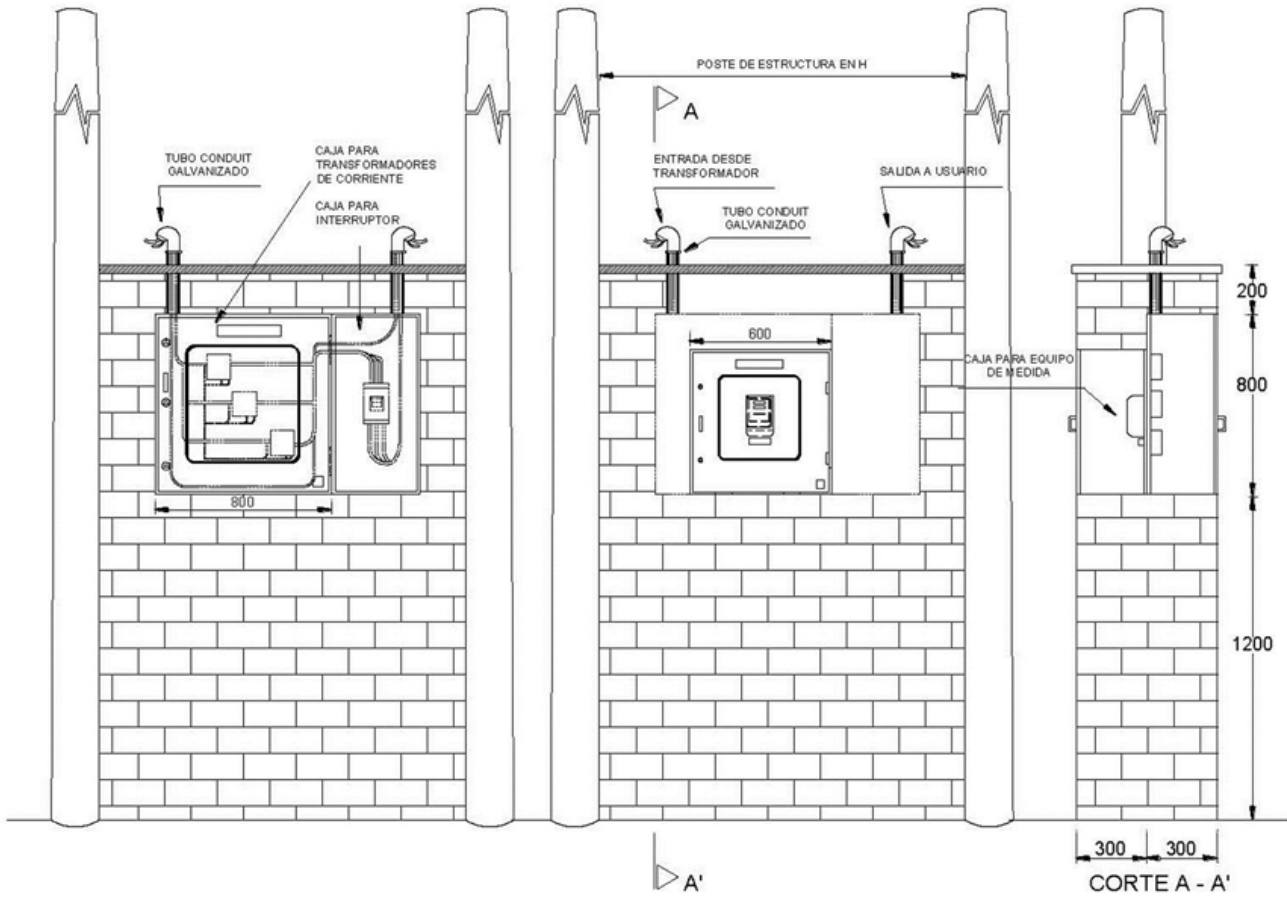 POSTE DE ESTRUCTURA EN H
A
TUBO CONDUIT
GALVANIZADO
CAJA PARA
TRANSFORMADORES
DE CORRIENTE
CAJA PARA
INTERRUPTOR
ENTRADA DESDE
TRANSFORMADOR
TUBO CONDUIT
GALVANIZADO
SALIDA A USUARIO
200
600
CAJA PARA EQUIPO
DE MEDIDA
800
800
1200
300
300
A'
CORTE A - A'